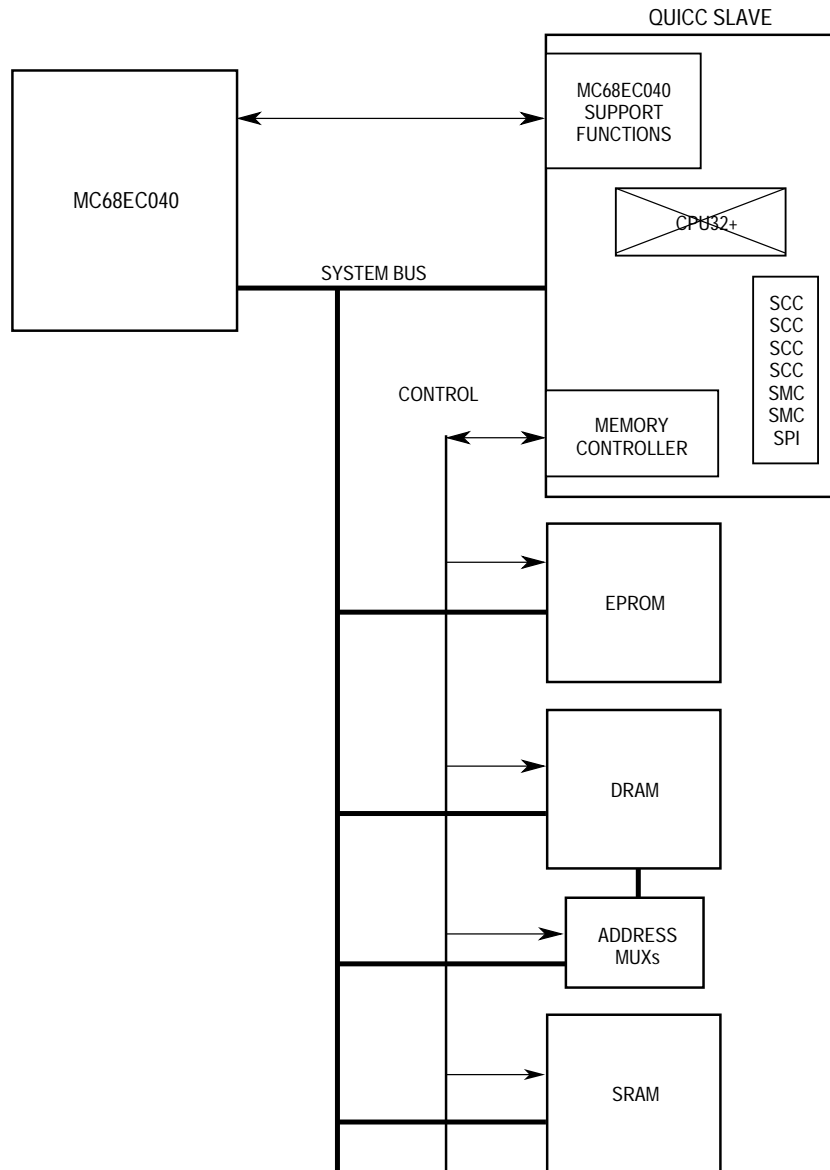 QUICC SLAVE
MC68EC040
SUPPORT
FUNCTIONS
MC68EC040
CPU32+
SYSTEM BUS
SCC
SCC
SCC
SCC
SMC
SMC
SPI
CONTROL
MEMORY
CONTROLLER
EPROM
DRAM
ADDRESS
MUXs
SRAM